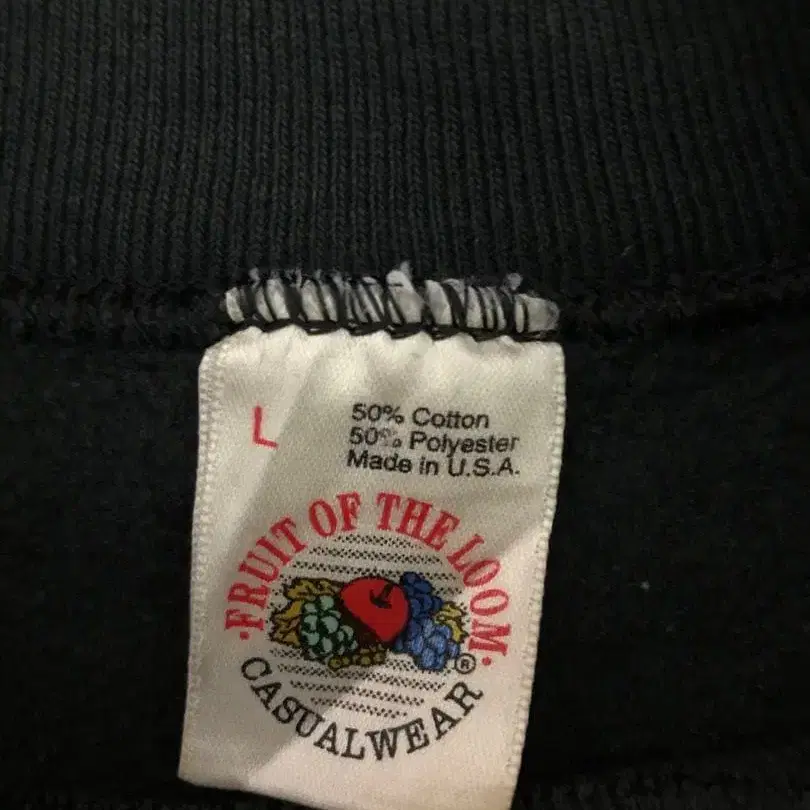 L
50% Cotton
50% Polyester
Made in U.S.A.
·FRUIT OF THE LOOM·
®
CASUALWEAR